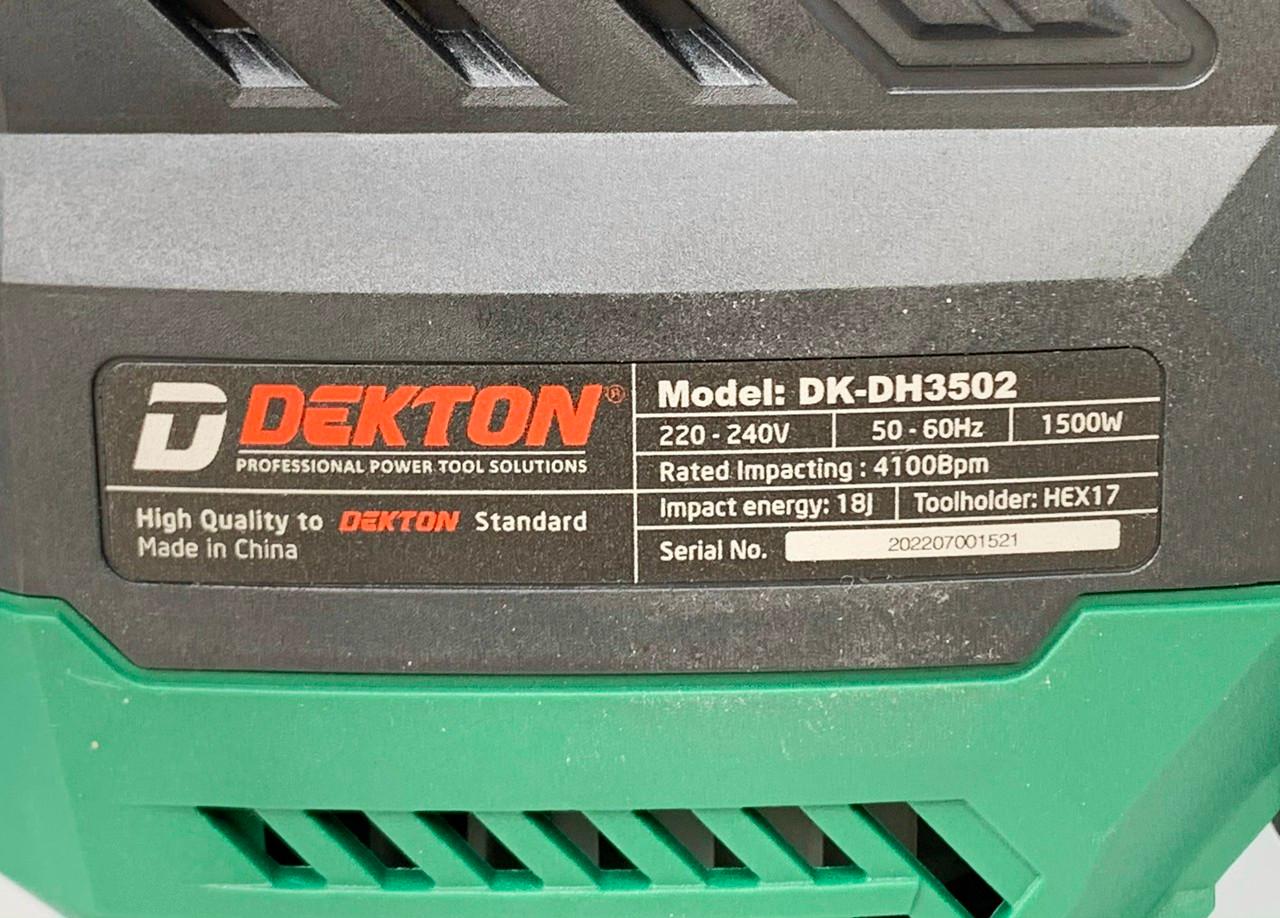 DEKTON®
PROFESSIONAL POWER TOOL SOLUTIONS
High Quality to DEKTON Standard
Made in China
Model: DK-DH3502
220 - 240V 50 - 60Hz 1500W
Rated Impacting : 4100Bpm
Impact energy: 18J Toolholder: HEX17
Serial No. 202207001521